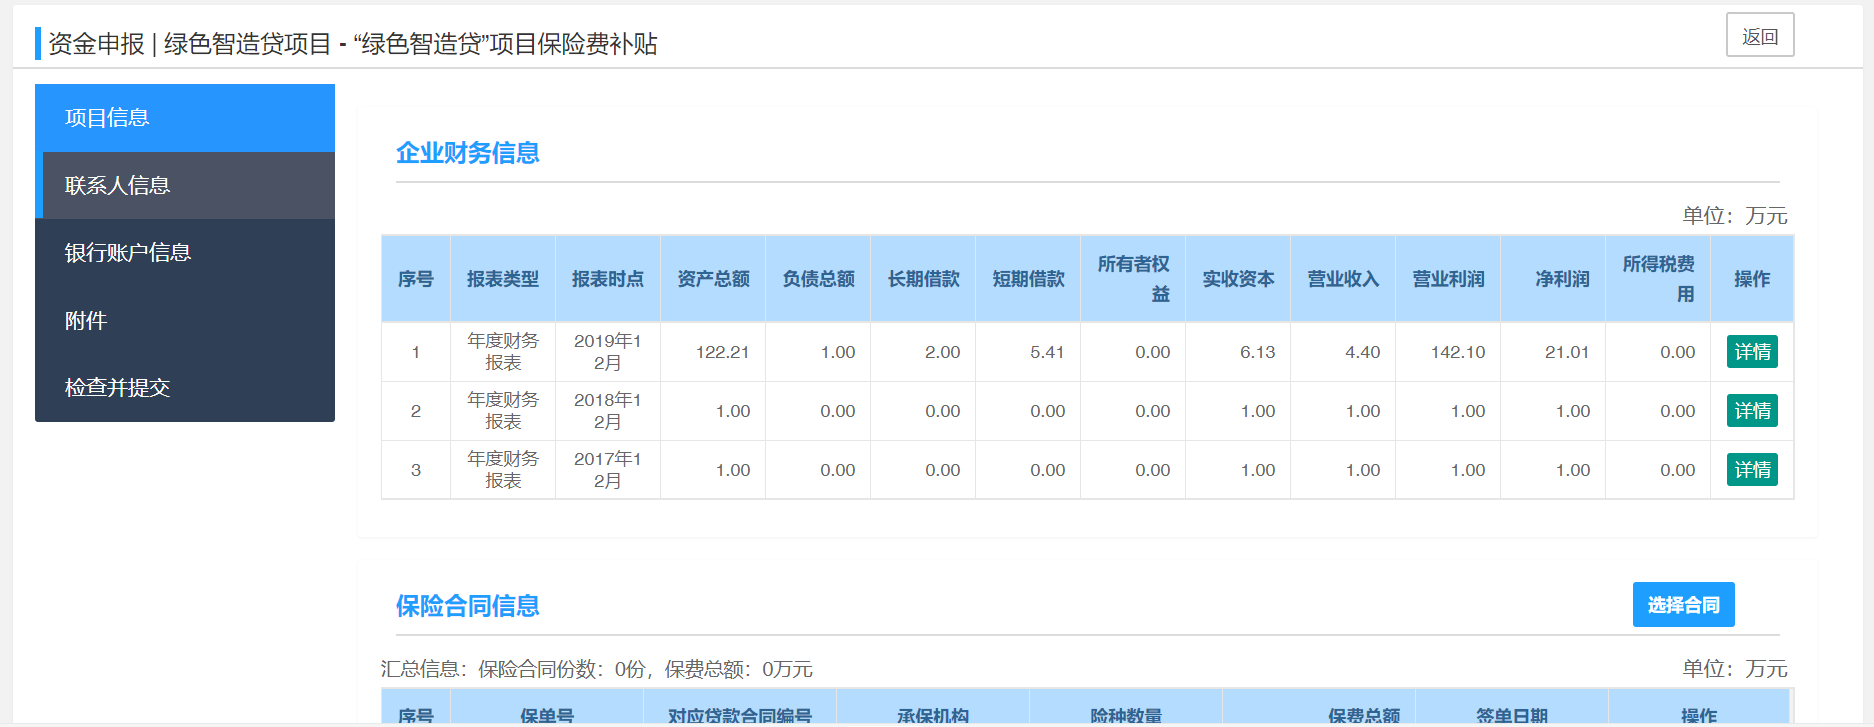 资金申报 | 绿色智造贷项目 - “绿色智造贷”项目保险费补贴
返回
项目信息
联系人信息
银行账户信息
附件
检查并提交
企业财务信息
单位：万元
序号 报表类型 报表时点 资产总额 负债总额 长期借款 短期借款 所有者权益 实收资本 营业收入 营业利润 净利润 所得税费用 操作
1 年度财务报表 2019年12月 122.21 1.00 2.00 5.41 0.00 6.13 4.40 142.10 21.01 0.00 详情
2 年度财务报表 2018年12月 1.00 0.00 0.00 0.00 0.00 1.00 1.00 1.00 1.00 0.00 详情
3 年度财务报表 2017年12月 1.00 0.00 0.00 0.00 0.00 1.00 1.00 1.00 1.00 0.00 详情
保险合同信息
选择合同
汇总信息：保险合同份数：0份，保费总额：0万元
单位：万元
序号 保单号 对应贷款合同编号 承保机构 险种数量 保费总额 签单日期 操作